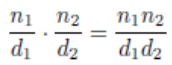 n₁/d₁ · n₂/d₂ = n₁n₂/d₁d₂